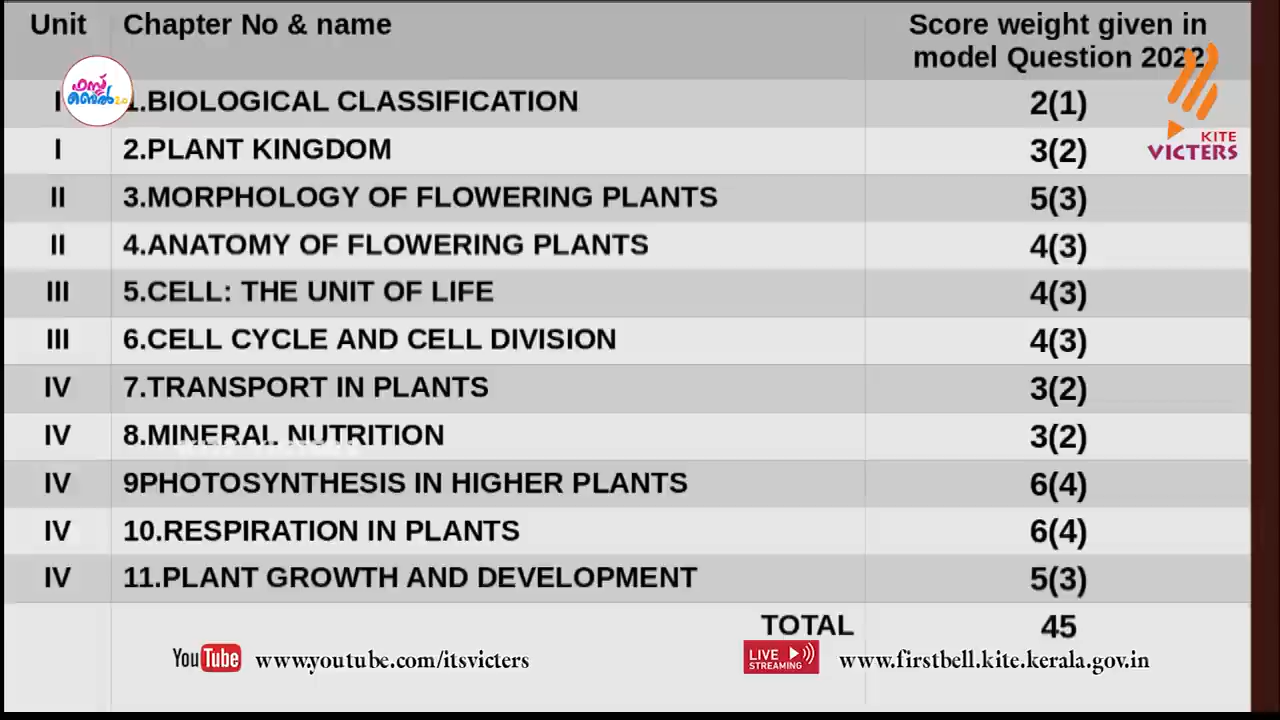 Unit Chapter No & name Score weight given in
model Question 2022
ഫസ്റ്റ്
ബെൽ 2.0
I 1.BIOLOGICAL CLASSIFICATION 2(1)
I 2.PLANT KINGDOM 3(2)
KITE
VICTERS
II 3.MORPHOLOGY OF FLOWERING PLANTS 5(3)
II 4.ANATOMY OF FLOWERING PLANTS 4(3)
III 5.CELL: THE UNIT OF LIFE 4(3)
III 6.CELL CYCLE AND CELL DIVISION 4(3)
IV 7.TRANSPORT IN PLANTS 3(2)
IV 8.MINERAL NUTRITION 3(2)
IV 9PHOTOSYNTHESIS IN HIGHER PLANTS 6(4)
IV 10.RESPIRATION IN PLANTS 6(4)
IV 11.PLANT GROWTH AND DEVELOPMENT 5(3)
TOTAL 45
YouTube www.youtube.com/itsvicters LIVE STREAMING www.firstbell.kite.kerala.gov.in